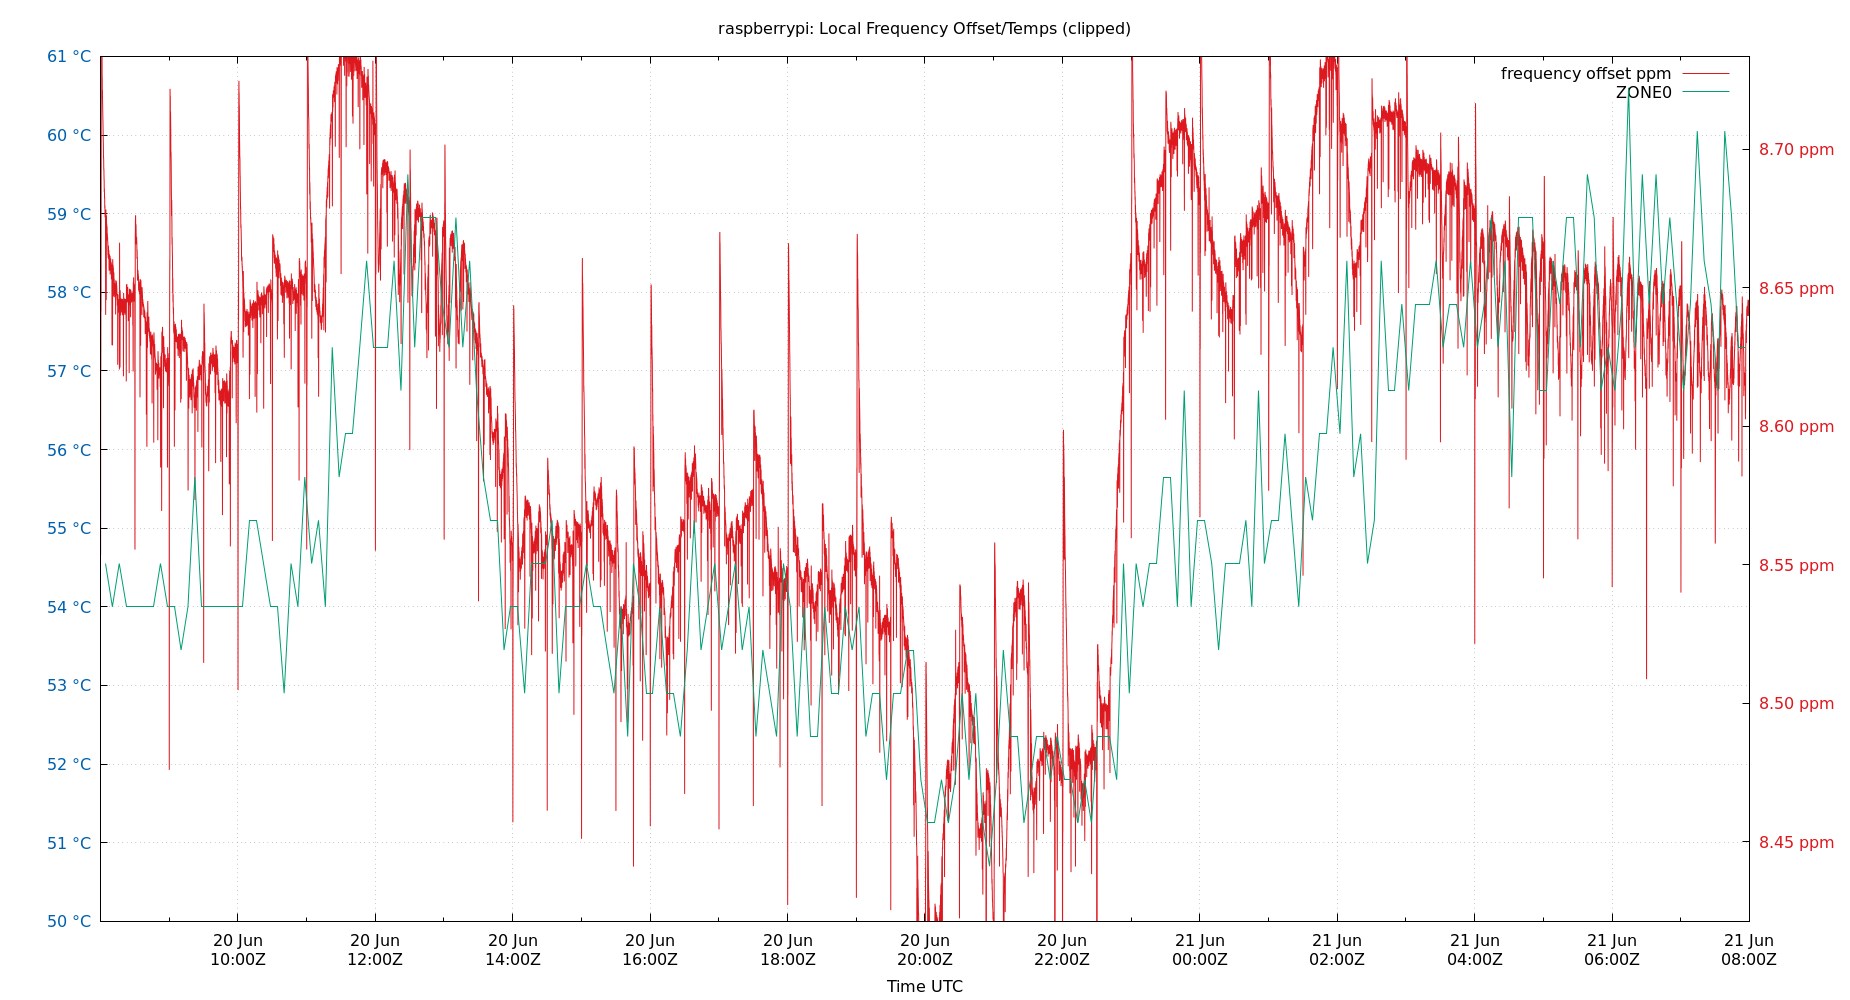 raspberrypi: Local Frequency Offset/Temps (clipped)
61 °C
60 °C
59 °C
58 °C
57 °C
56 °C
55 °C
54 °C
53 °C
52 °C
51 °C
50 °C
frequency offset ppm
ZONE0
8.70 ppm
8.65 ppm
8.60 ppm
8.55 ppm
8.50 ppm
8.45 ppm
20 Jun
10:00Z
20 Jun
12:00Z
20 Jun
14:00Z
20 Jun
16:00Z
20 Jun
18:00Z
20 Jun
20:00Z
20 Jun
22:00Z
21 Jun
00:00Z
21 Jun
02:00Z
21 Jun
04:00Z
21 Jun
06:00Z
21 Jun
08:00Z
Time UTC